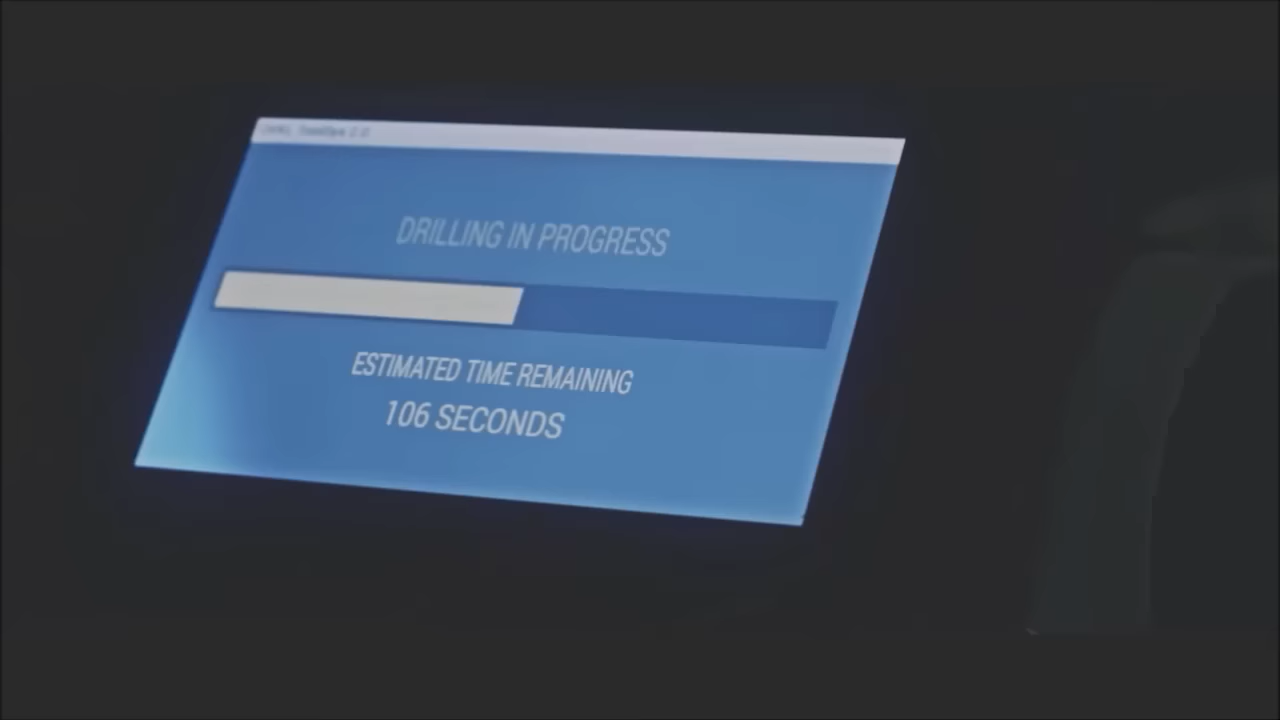 DRILLING IN PROGRESS
ESTIMATED TIME REMAINING
106 SECONDS